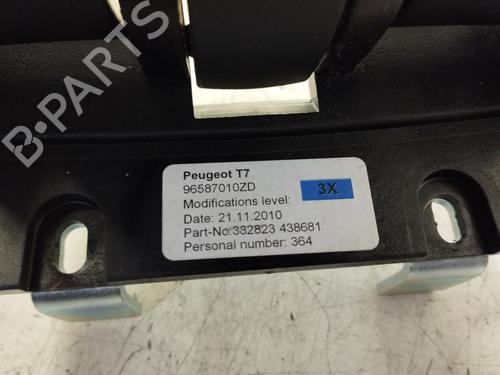 B-PARTS
Peugeot T7
96587010ZD
Modifications level: 3X
Date: 21.11.2010
Part-No:332823 438681
Personal number: 364